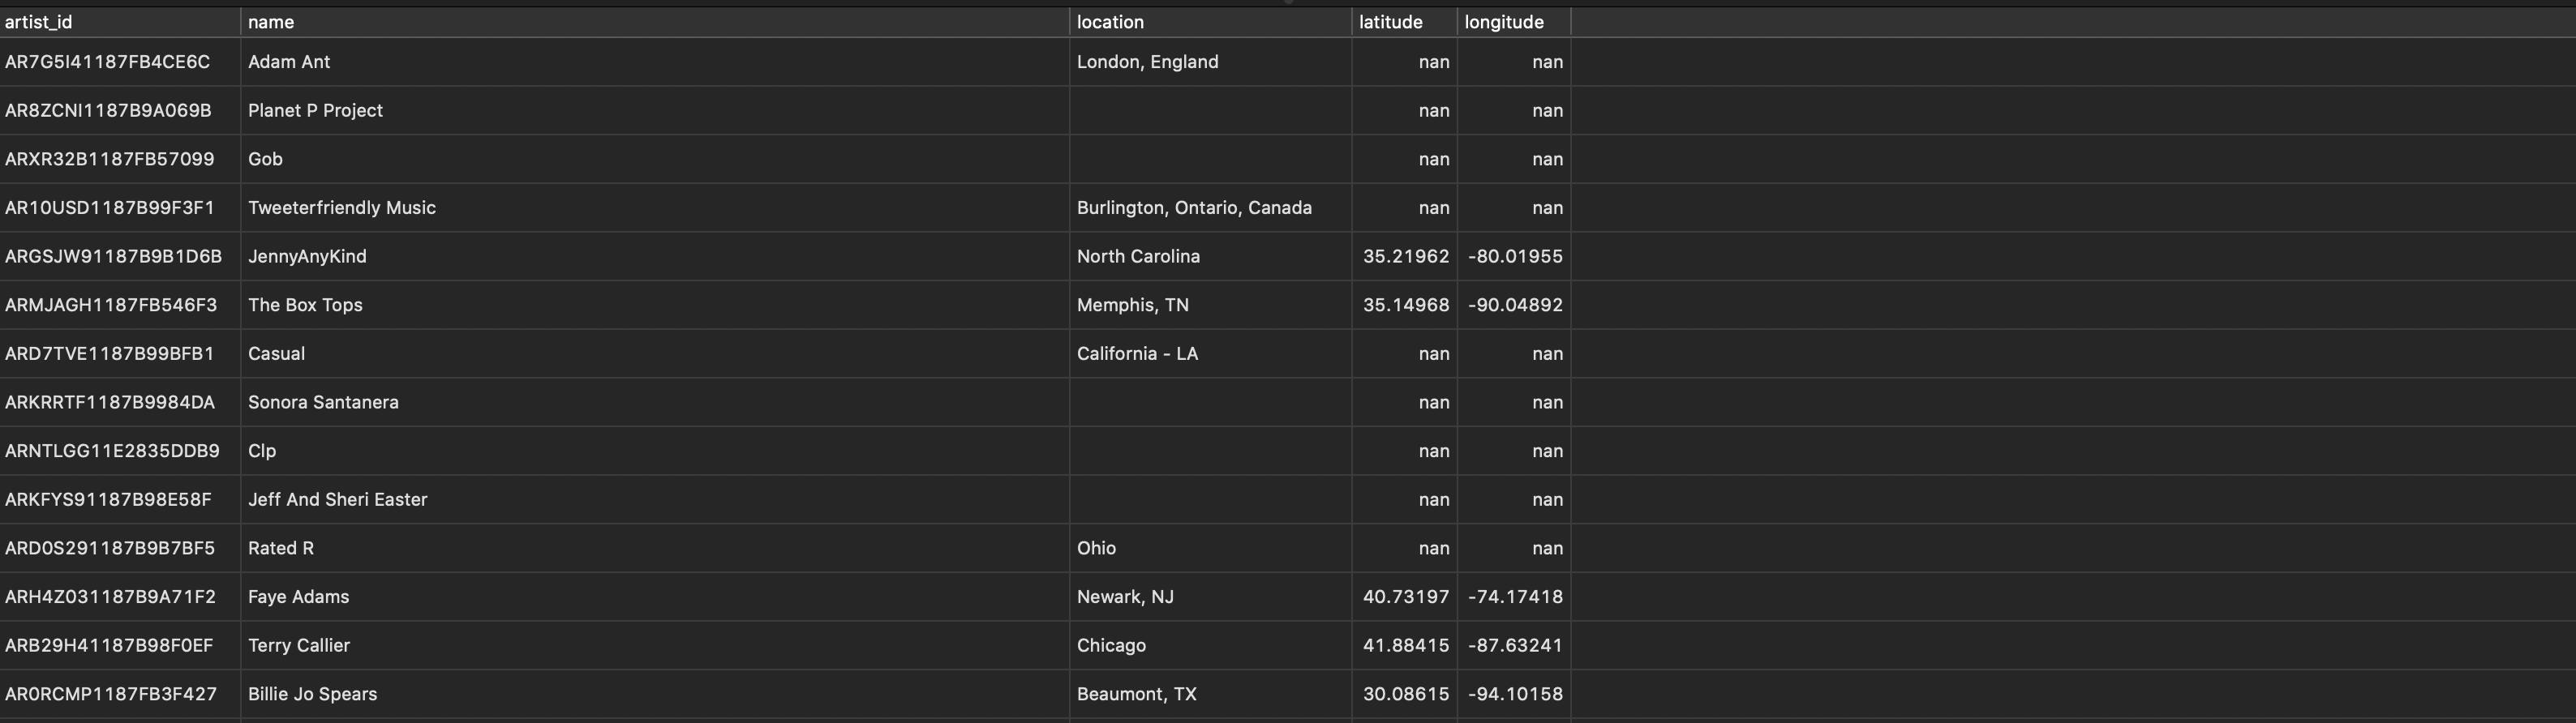 artist_id name location latitude longitude
AR7G5I41187FB4CE6C Adam Ant London, England nan nan
AR8ZCNI1187B9A069B Planet P Project nan nan
ARXR32B1187FB57099 Gob nan nan
AR10USD1187B99F3F1 Tweeterfriendly Music Burlington, Ontario, Canada nan nan
ARGSJW91187B9B1D6B JennyAnyKind North Carolina 35.21962 -80.01955
ARMJAGH1187FB546F3 The Box Tops Memphis, TN 35.14968 -90.04892
ARD7TVE1187B99BFB1 Casual California - LA nan nan
ARKRRTF1187B9984DA Sonora Santanera nan nan
ARNTLGG11E2835DDB9 Clp nan nan
ARKFYS91187B98E58F Jeff And Sheri Easter nan nan
ARD0S291187B9B7BF5 Rated R Ohio nan nan
ARH4Z031187B9A71F2 Faye Adams Newark, NJ 40.73197 -74.17418
ARB29H41187B98F0EF Terry Callier Chicago 41.88415 -87.63241
AR0RCMP1187FB3F427 Billie Jo Spears Beaumont, TX 30.08615 -94.10158